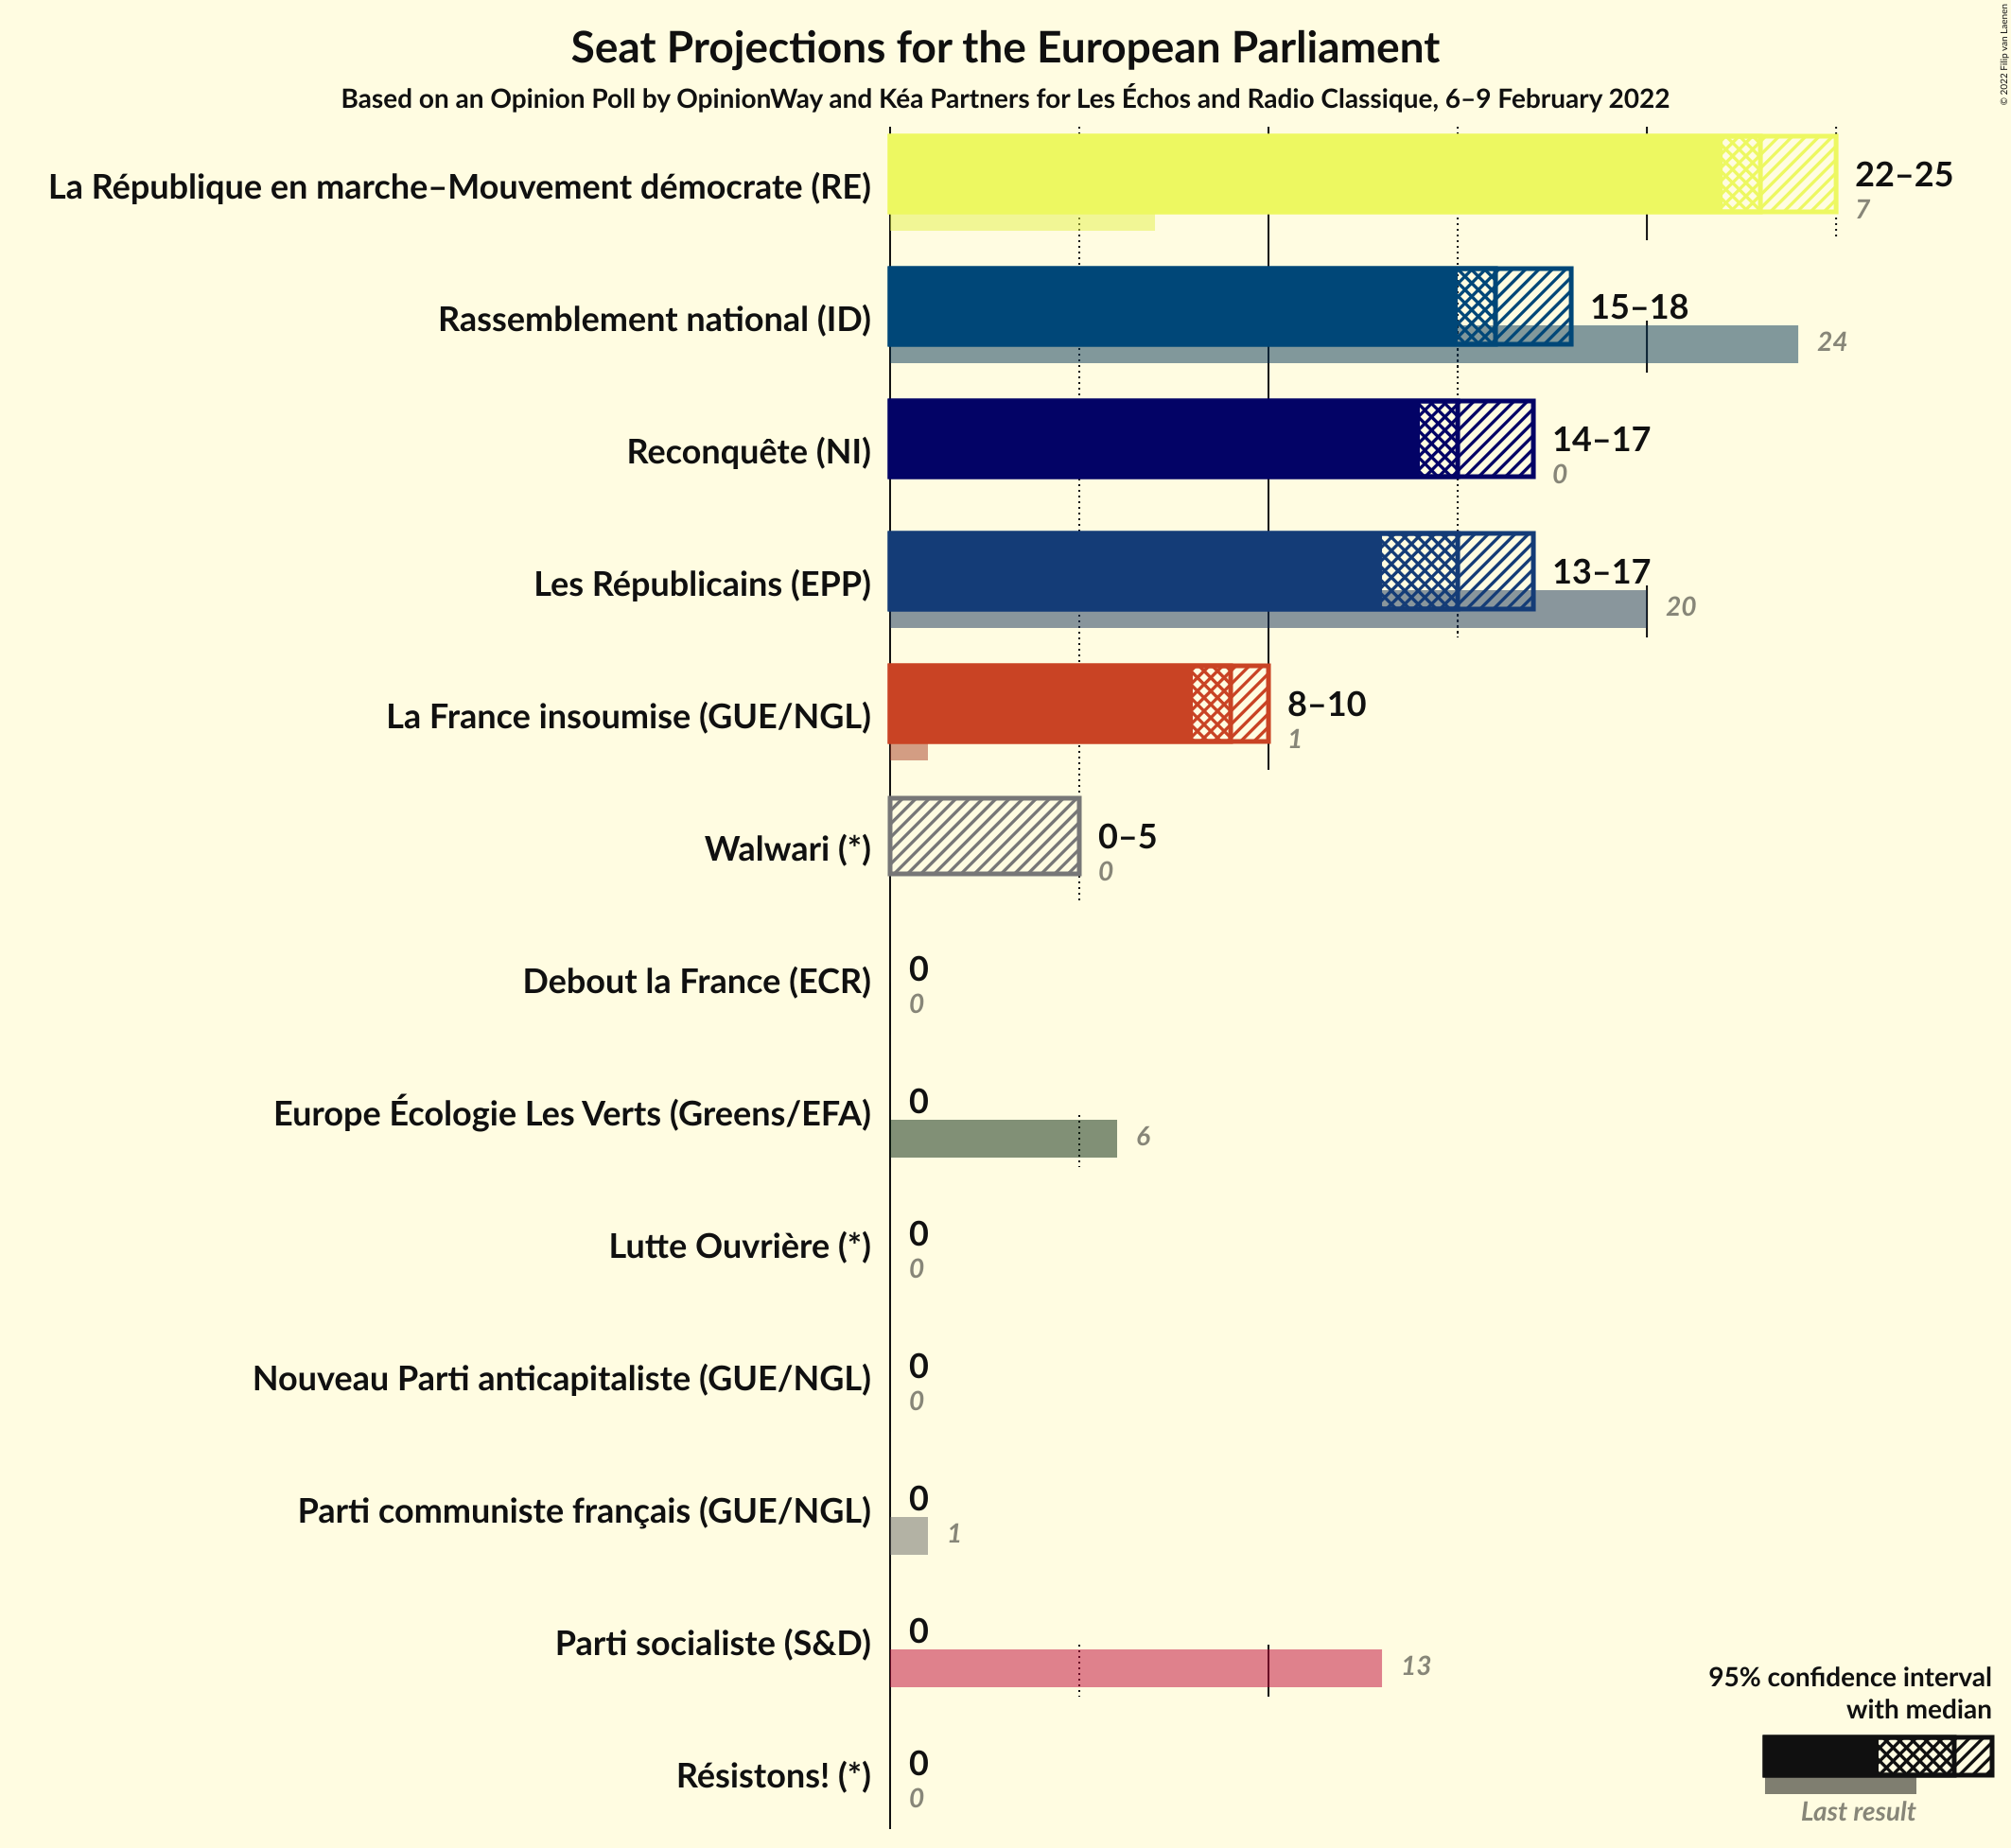 Seat Projections for the European Parliament
Based on an Opinion Poll by OpinionWay and Kéa Partners for Les Échos and Radio Classique, 6–9 February 2022
© 2022 Filip van Laenen
La République en marche–Mouvement démocrate (RE)
22–25
7
Rassemblement national (ID)
15–18
24
Reconquête (NI)
14–17
0
Les Républicains (EPP)
13–17
20
La France insoumise (GUE/NGL)
8–10
1
Walwari (*)
0–5
0
Debout la France (ECR)
0
0
Europe Écologie Les Verts (Greens/EFA)
0
6
Lutte Ouvrière (*)
0
0
Nouveau Parti anticapitaliste (GUE/NGL)
0
0
Parti communiste français (GUE/NGL)
0
1
Parti socialiste (S&D)
0
13
Résistons! (*)
0
0
95% confidence interval
with median
Last result